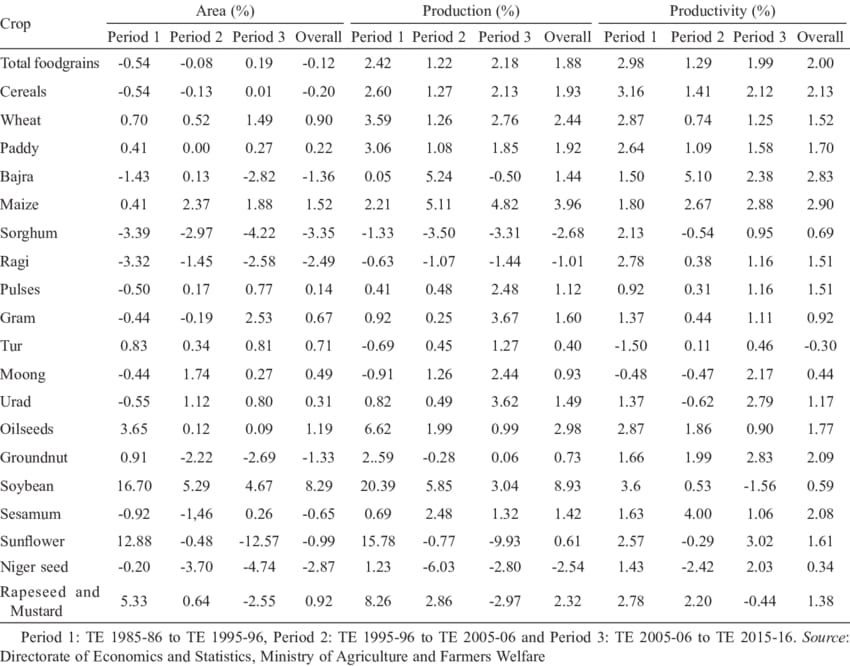 Crop Area (%) Production (%) Productivity (%)
Period 1 Period 2 Period 3 Overall Period 1 Period 2 Period 3 Overall Period 1 Period 2 Period 3 Overall
Total foodgrains -0.54 -0.08 0.19 -0.12 2.42 1.22 2.18 1.88 2.98 1.29 1.99 2.00
Cereals -0.54 -0.13 0.01 -0.20 2.60 1.27 2.13 1.93 3.16 1.41 2.12 2.13
Wheat 0.70 0.52 1.49 0.90 3.59 1.26 2.76 2.44 2.87 0.74 1.25 1.52
Paddy 0.41 0.00 0.27 0.22 3.06 1.08 1.85 1.92 2.64 1.09 1.58 1.70
Bajra -1.43 0.13 -2.82 -1.36 0.05 5.24 -0.50 1.44 1.50 5.10 2.38 2.83
Maize 0.41 2.37 1.88 1.52 2.21 5.11 4.82 3.96 1.80 2.67 2.88 2.90
Sorghum -3.39 -2.97 -4.22 -3.35 -1.33 -3.50 -3.31 -2.68 2.13 -0.54 0.95 0.69
Ragi -3.32 -1.45 -2.58 -2.49 -0.63 -1.07 -1.44 -1.01 2.78 0.38 1.16 1.51
Pulses -0.50 0.17 0.77 0.14 0.41 0.48 2.48 1.12 0.92 0.31 1.16 1.51
Gram -0.44 -0.19 2.53 0.67 0.92 0.25 3.67 1.60 1.37 0.44 1.11 0.92
Tur 0.83 0.34 0.81 0.71 -0.69 0.45 1.27 0.40 -1.50 0.11 0.46 -0.30
Moong -0.44 1.74 0.27 0.49 -0.91 1.26 2.44 0.93 -0.48 -0.47 2.17 0.44
Urad -0.55 1.12 0.80 0.31 0.82 0.49 3.62 1.49 1.37 -0.62 2.79 1.17
Oilseeds 3.65 0.12 0.09 1.19 6.62 1.99 0.99 2.98 2.87 1.86 0.90 1.77
Groundnut 0.91 -2.22 -2.69 -1.33 2..59 -0.28 0.06 0.73 1.66 1.99 2.83 2.09
Soybean 16.70 5.29 4.67 8.29 20.39 5.85 3.04 8.93 3.6 0.53 -1.56 0.59
Sesamum -0.92 -1,46 0.26 -0.65 0.69 2.48 1.32 1.42 1.63 4.00 1.06 2.08
Sunflower 12.88 -0.48 -12.57 -0.99 15.78 -0.77 -9.93 0.61 2.57 -0.29 3.02 1.61
Niger seed -0.20 -3.70 -4.74 -2.87 1.23 -6.03 -2.80 -2.54 1.43 -2.42 2.03 0.34
Rapeseed and
Mustard 5.33 0.64 -2.55 0.92 8.26 2.86 -2.97 2.32 2.78 2.20 -0.44 1.38
Period 1: TE 1985-86 to TE 1995-96, Period 2: TE 1995-96 to TE 2005-06 and Period 3: TE 2005-06 to TE 2015-16. Source:
Directorate of Economics and Statistics, Ministry of Agriculture and Farmers Welfare